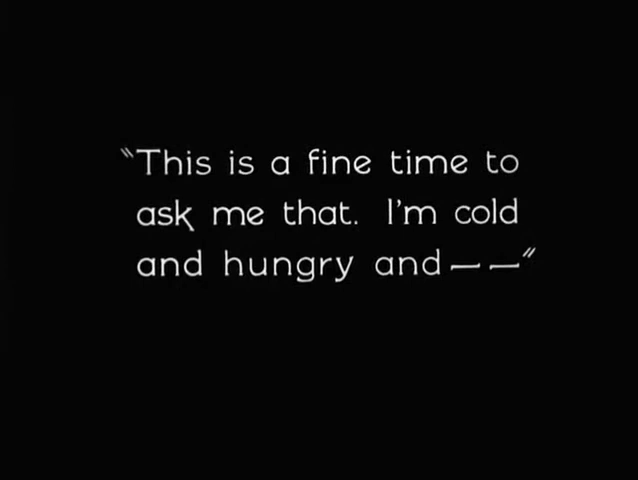 "This is a fine time to
ask me that. I'm cold
and hungry and — —"